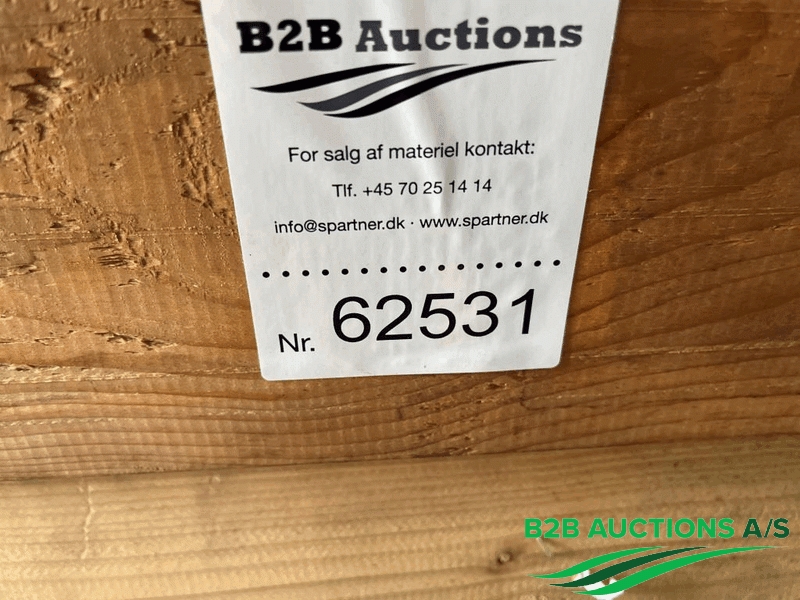 B2B Auctions
For salg af materiel kontakt:
Tlf. +45 70 25 14 14
info@spartner.dk · www.spartner.dk
Nr. 62531
B2B AUCTIONS A/S